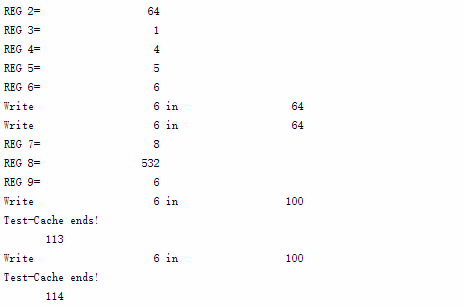 REG 2= 64
REG 3= 1
REG 4= 4
REG 5= 5
REG 6= 6
Write 6 in 64
Write 6 in 64
REG 7= 8
REG 8= 532
REG 9= 6
Write 6 in 100
Test-Cache ends!
113
Write 6 in 100
Test-Cache ends!
114